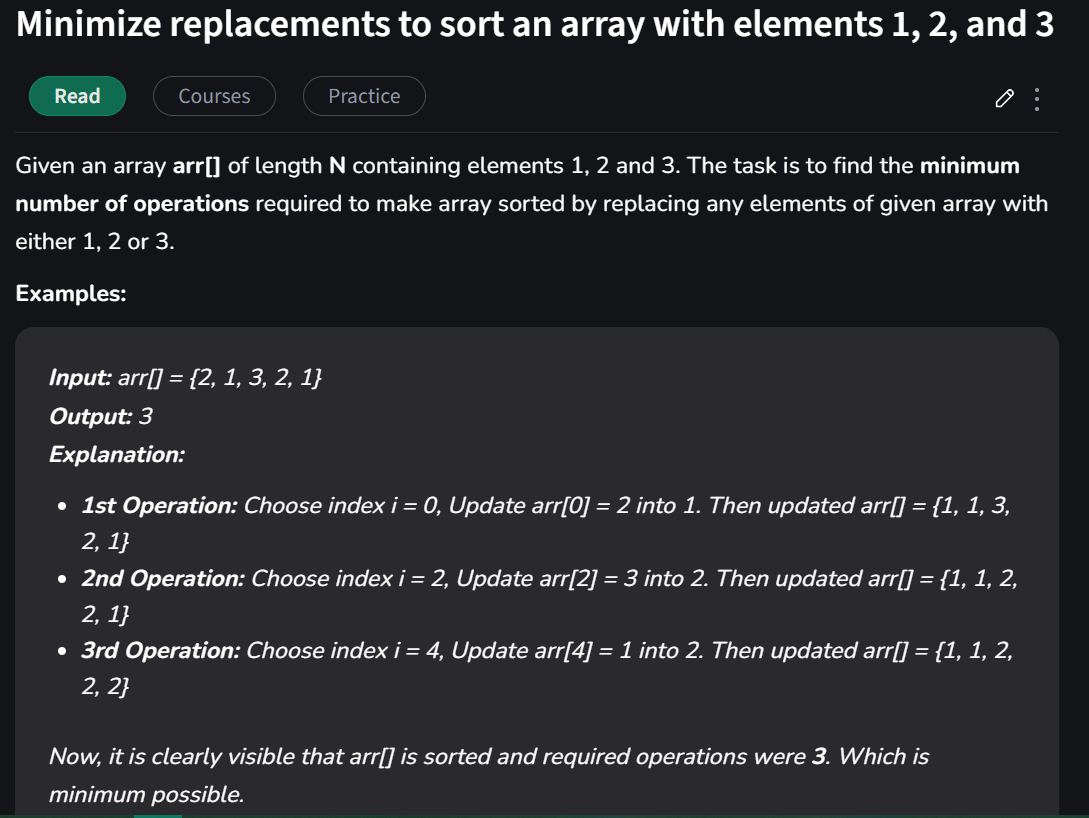 Minimize replacements to sort an array with elements 1, 2, and 3
Read
Courses
Practice
Given an array arr[] of length N containing elements 1, 2 and 3. The task is to find the minimum
number of operations required to make array sorted by replacing any elements of given array with
either 1, 2 or 3.
Examples:
Input: arr[] = {2, 1, 3, 2, 1}
Output: 3
Explanation:
• 1st Operation: Choose index i = 0, Update arr[0] = 2 into 1. Then updated arr[] = {1, 1, 3,
2, 1}
• 2nd Operation: Choose index i = 2, Update arr[2] = 3 into 2. Then updated arr[] = {1, 1, 2,
2, 1}
• 3rd Operation: Choose index i = 4, Update arr[4] = 1 into 2. Then updated arr[] = {1, 1, 2,
2, 2}
Now, it is clearly visible that arr[] is sorted and required operations were 3. Which is
minimum possible.